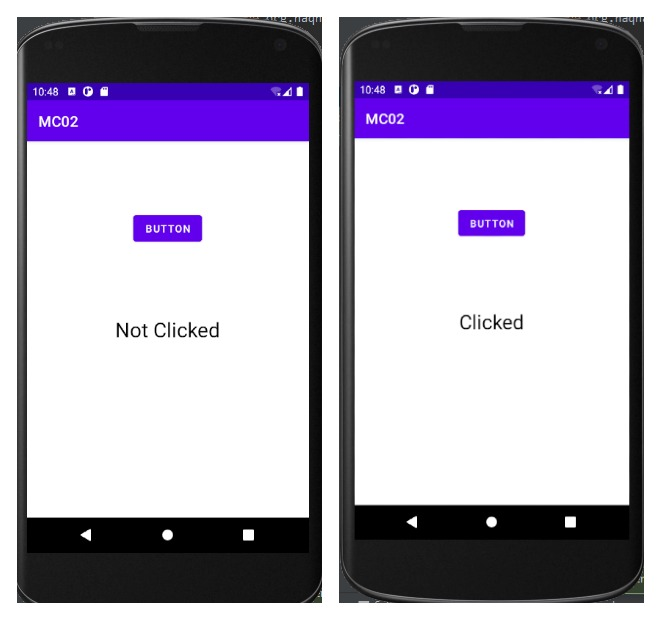 10:48
MC02
BUTTON
Not Clicked
10:48
MC02
BUTTON
Clicked